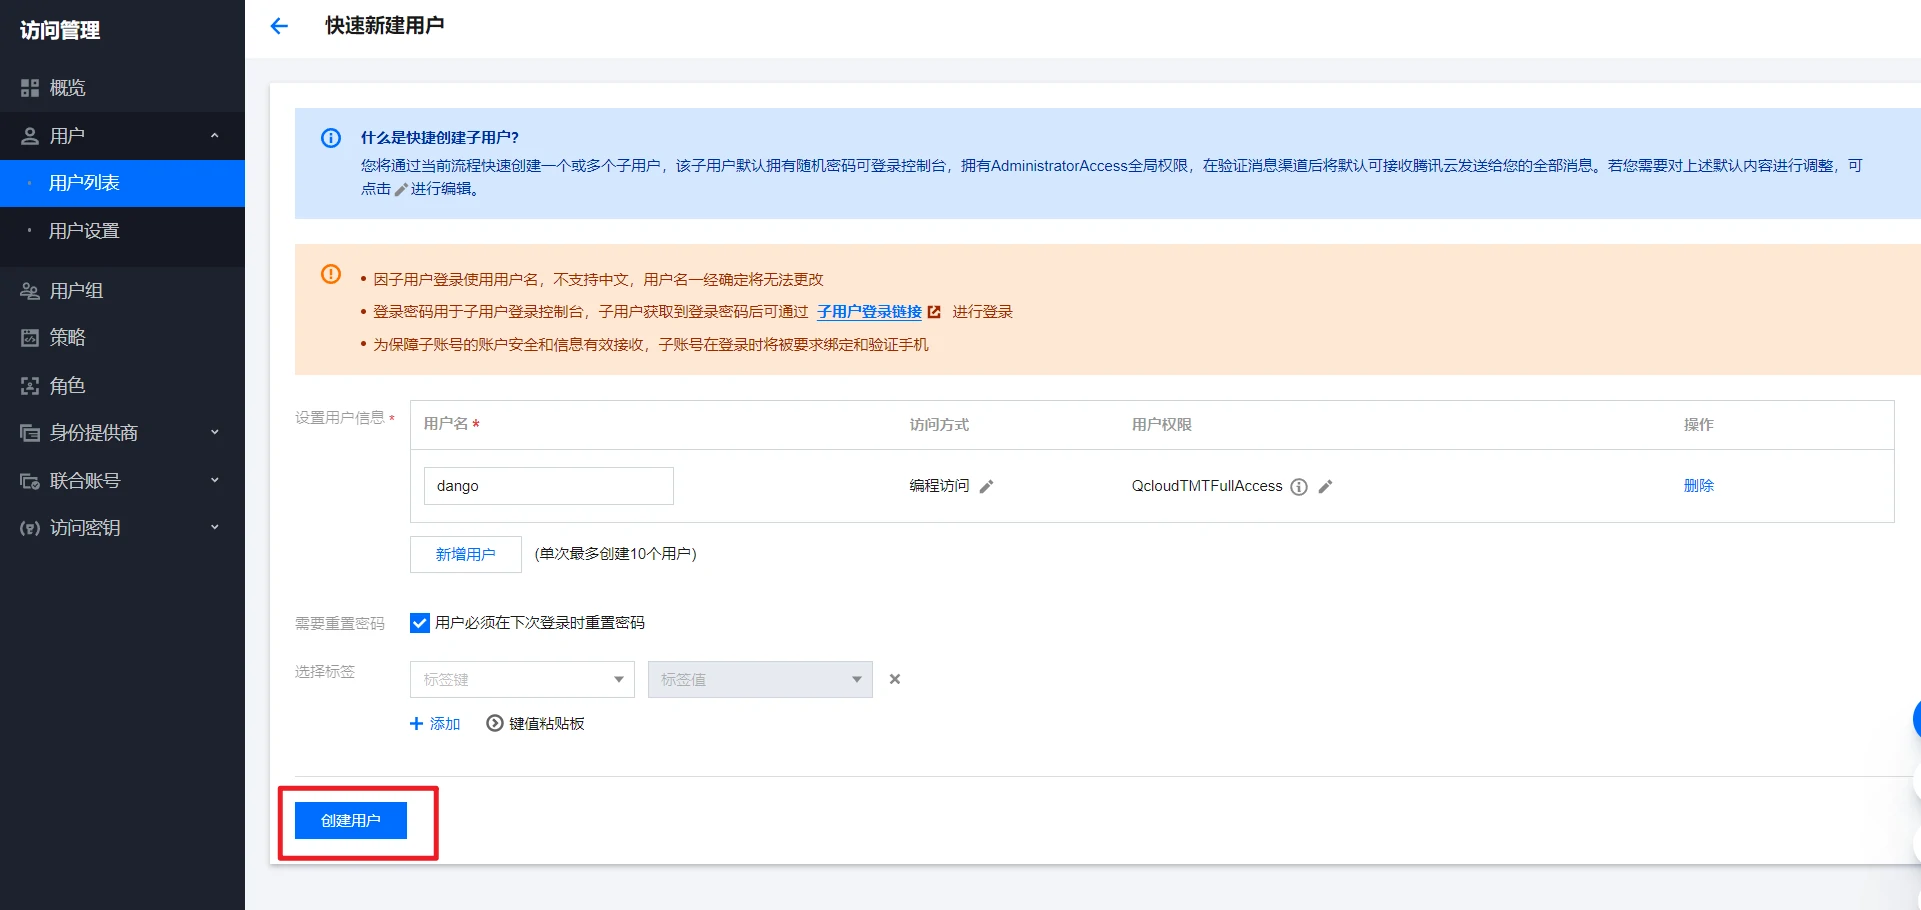 访问管理
概览
用户
用户列表
用户设置
用户组
策略
角色
身份提供商
联合账号
访问密钥
快速新建用户
什么是快捷创建子用户?
您将通过当前流程快速创建一个或多个子用户，该子用户默认拥有随机密码可登录控制台，拥有AdministratorAccess全局权限，在验证消息渠道后将默认可接收腾讯云发送给您的全部消息。若您需要对上述默认内容进行调整，可
点击 进行编辑。
• 因子用户登录使用用户名，不支持中文，用户名一经确定将无法更改
• 登录密码用于子用户登录控制台，子用户获取到登录密码后可通过 子用户登录链接 进行登录
• 为保障子账号的账户安全和信息有效接收，子账号在登录时将被要求绑定和验证手机
设置用户信息 *
用户名 * 访问方式 用户权限 操作
dango 编程访问 QcloudTMTFullAccess 删除
新增用户 (单次最多创建10个用户)
需要重置密码 用户必须在下次登录时重置密码
选择标签 标签键 标签值
添加 键值粘贴板
创建用户